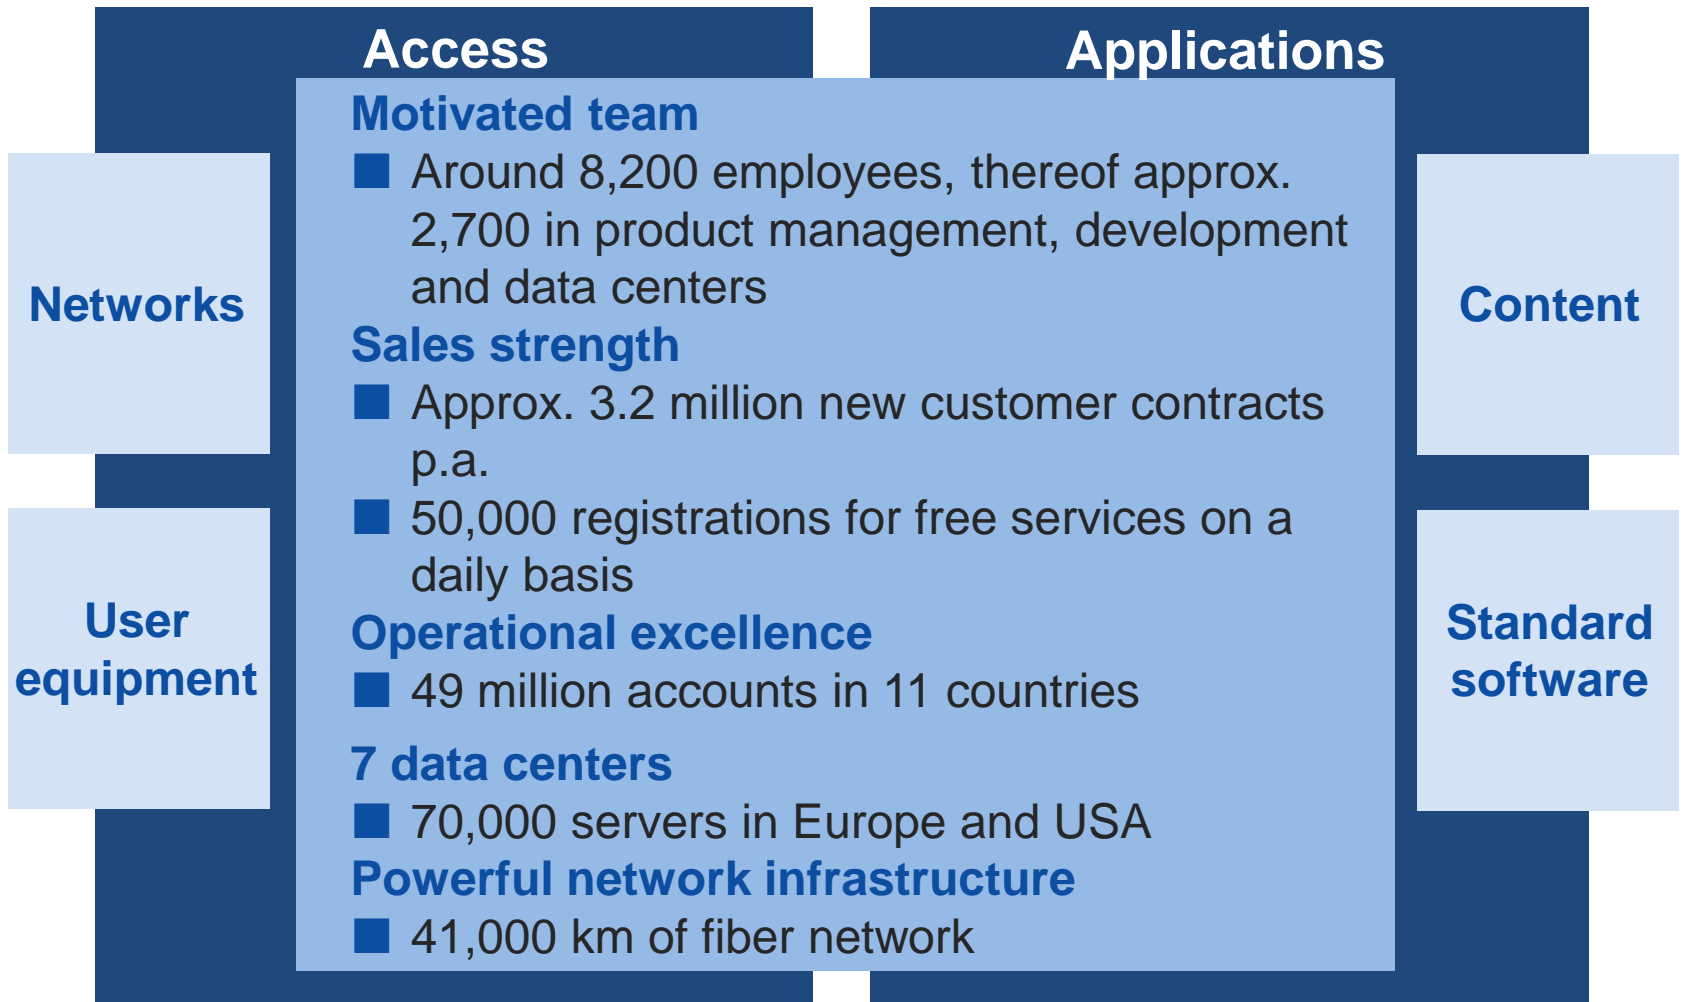 Access
Applications
Networks
User
equipment
Motivated team
Around 8,200 employees, thereof approx.
2,700 in product management, development
and data centers
Sales strength
Approx. 3.2 million new customer contracts
p.a.
50,000 registrations for free services on a
daily basis
Operational excellence
49 million accounts in 11 countries
7 data centers
70,000 servers in Europe and USA
Powerful network infrastructure
41,000 km of fiber network
Content
Standard
software